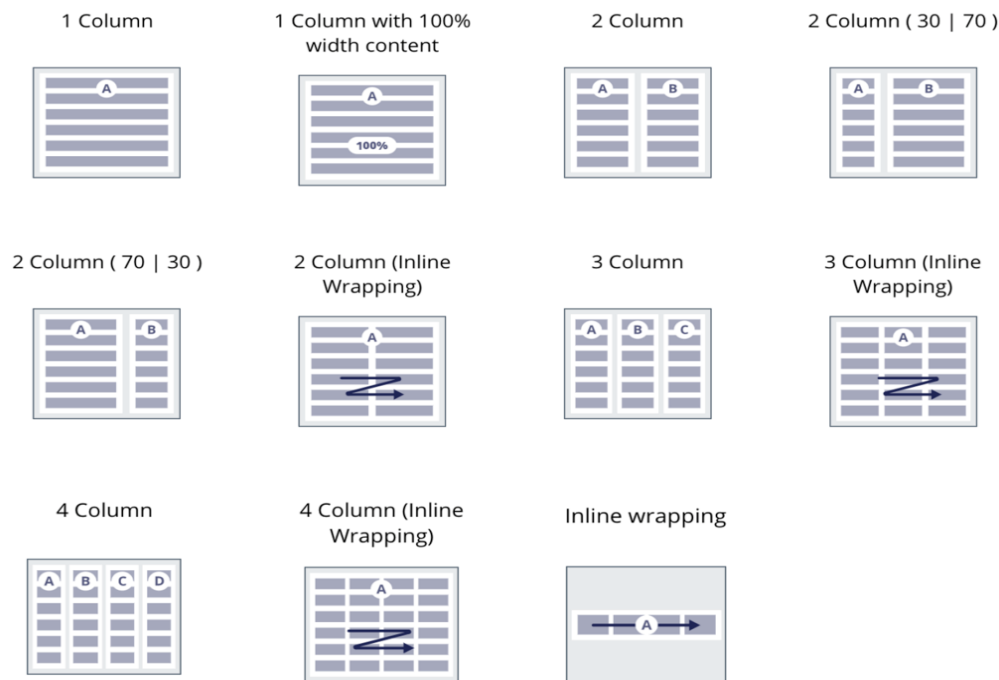 1 Column
1 Column with 100%
width content
2 Column
2 Column ( 30 | 70 )
A
A
100%
A B
A B
2 Column ( 70 | 30 )
2 Column (Inline
Wrapping)
3 Column
3 Column (Inline
Wrapping)
A B
A
A B C
A
4 Column
4 Column (Inline
Wrapping)
Inline wrapping
A B C D
A
A